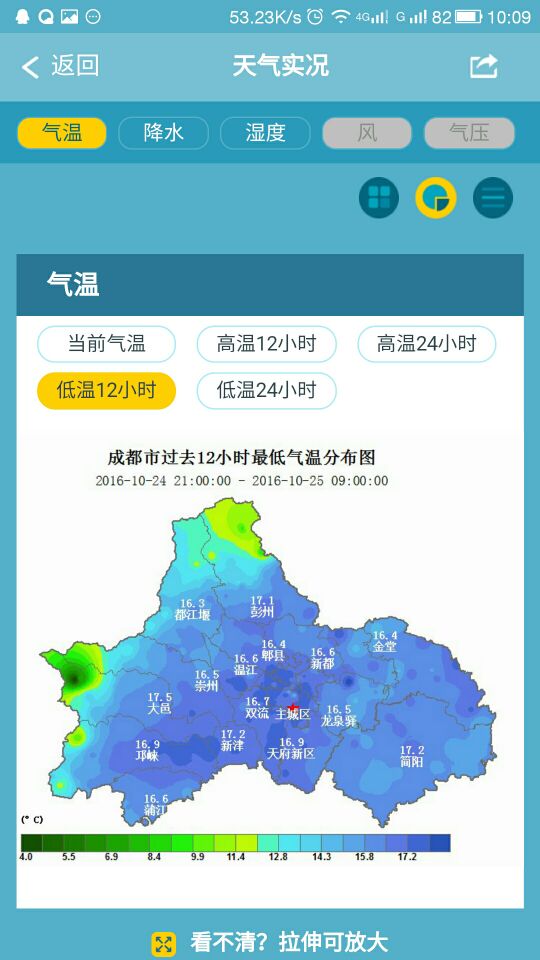 53.23K/s 4G G 82 10:09
返回 天气实况
气温 降水 湿度 风 气压
气温
当前气温 高温12小时 高温24小时
低温12小时 低温24小时
成都市过去12小时最低气温分布图
2016-10-24 21:00:00 - 2016-10-25 09:00:00
16.3 17.1
都江堰 彭州
16.4 16.4
郫县 金堂
16.6 16.6
温江 新都
16.5
崇州
17.5 16.7 16.5
大邑 双流 主城区 龙泉驿
16.9 17.2 16.9 17.2
邛崃 新津 天府新区 简阳
16.6
蒲江
(°C)
4.0 5.5 6.9 8.4 9.9 11.4 12.8 14.3 15.8 17.2
看不清？拉伸可放大